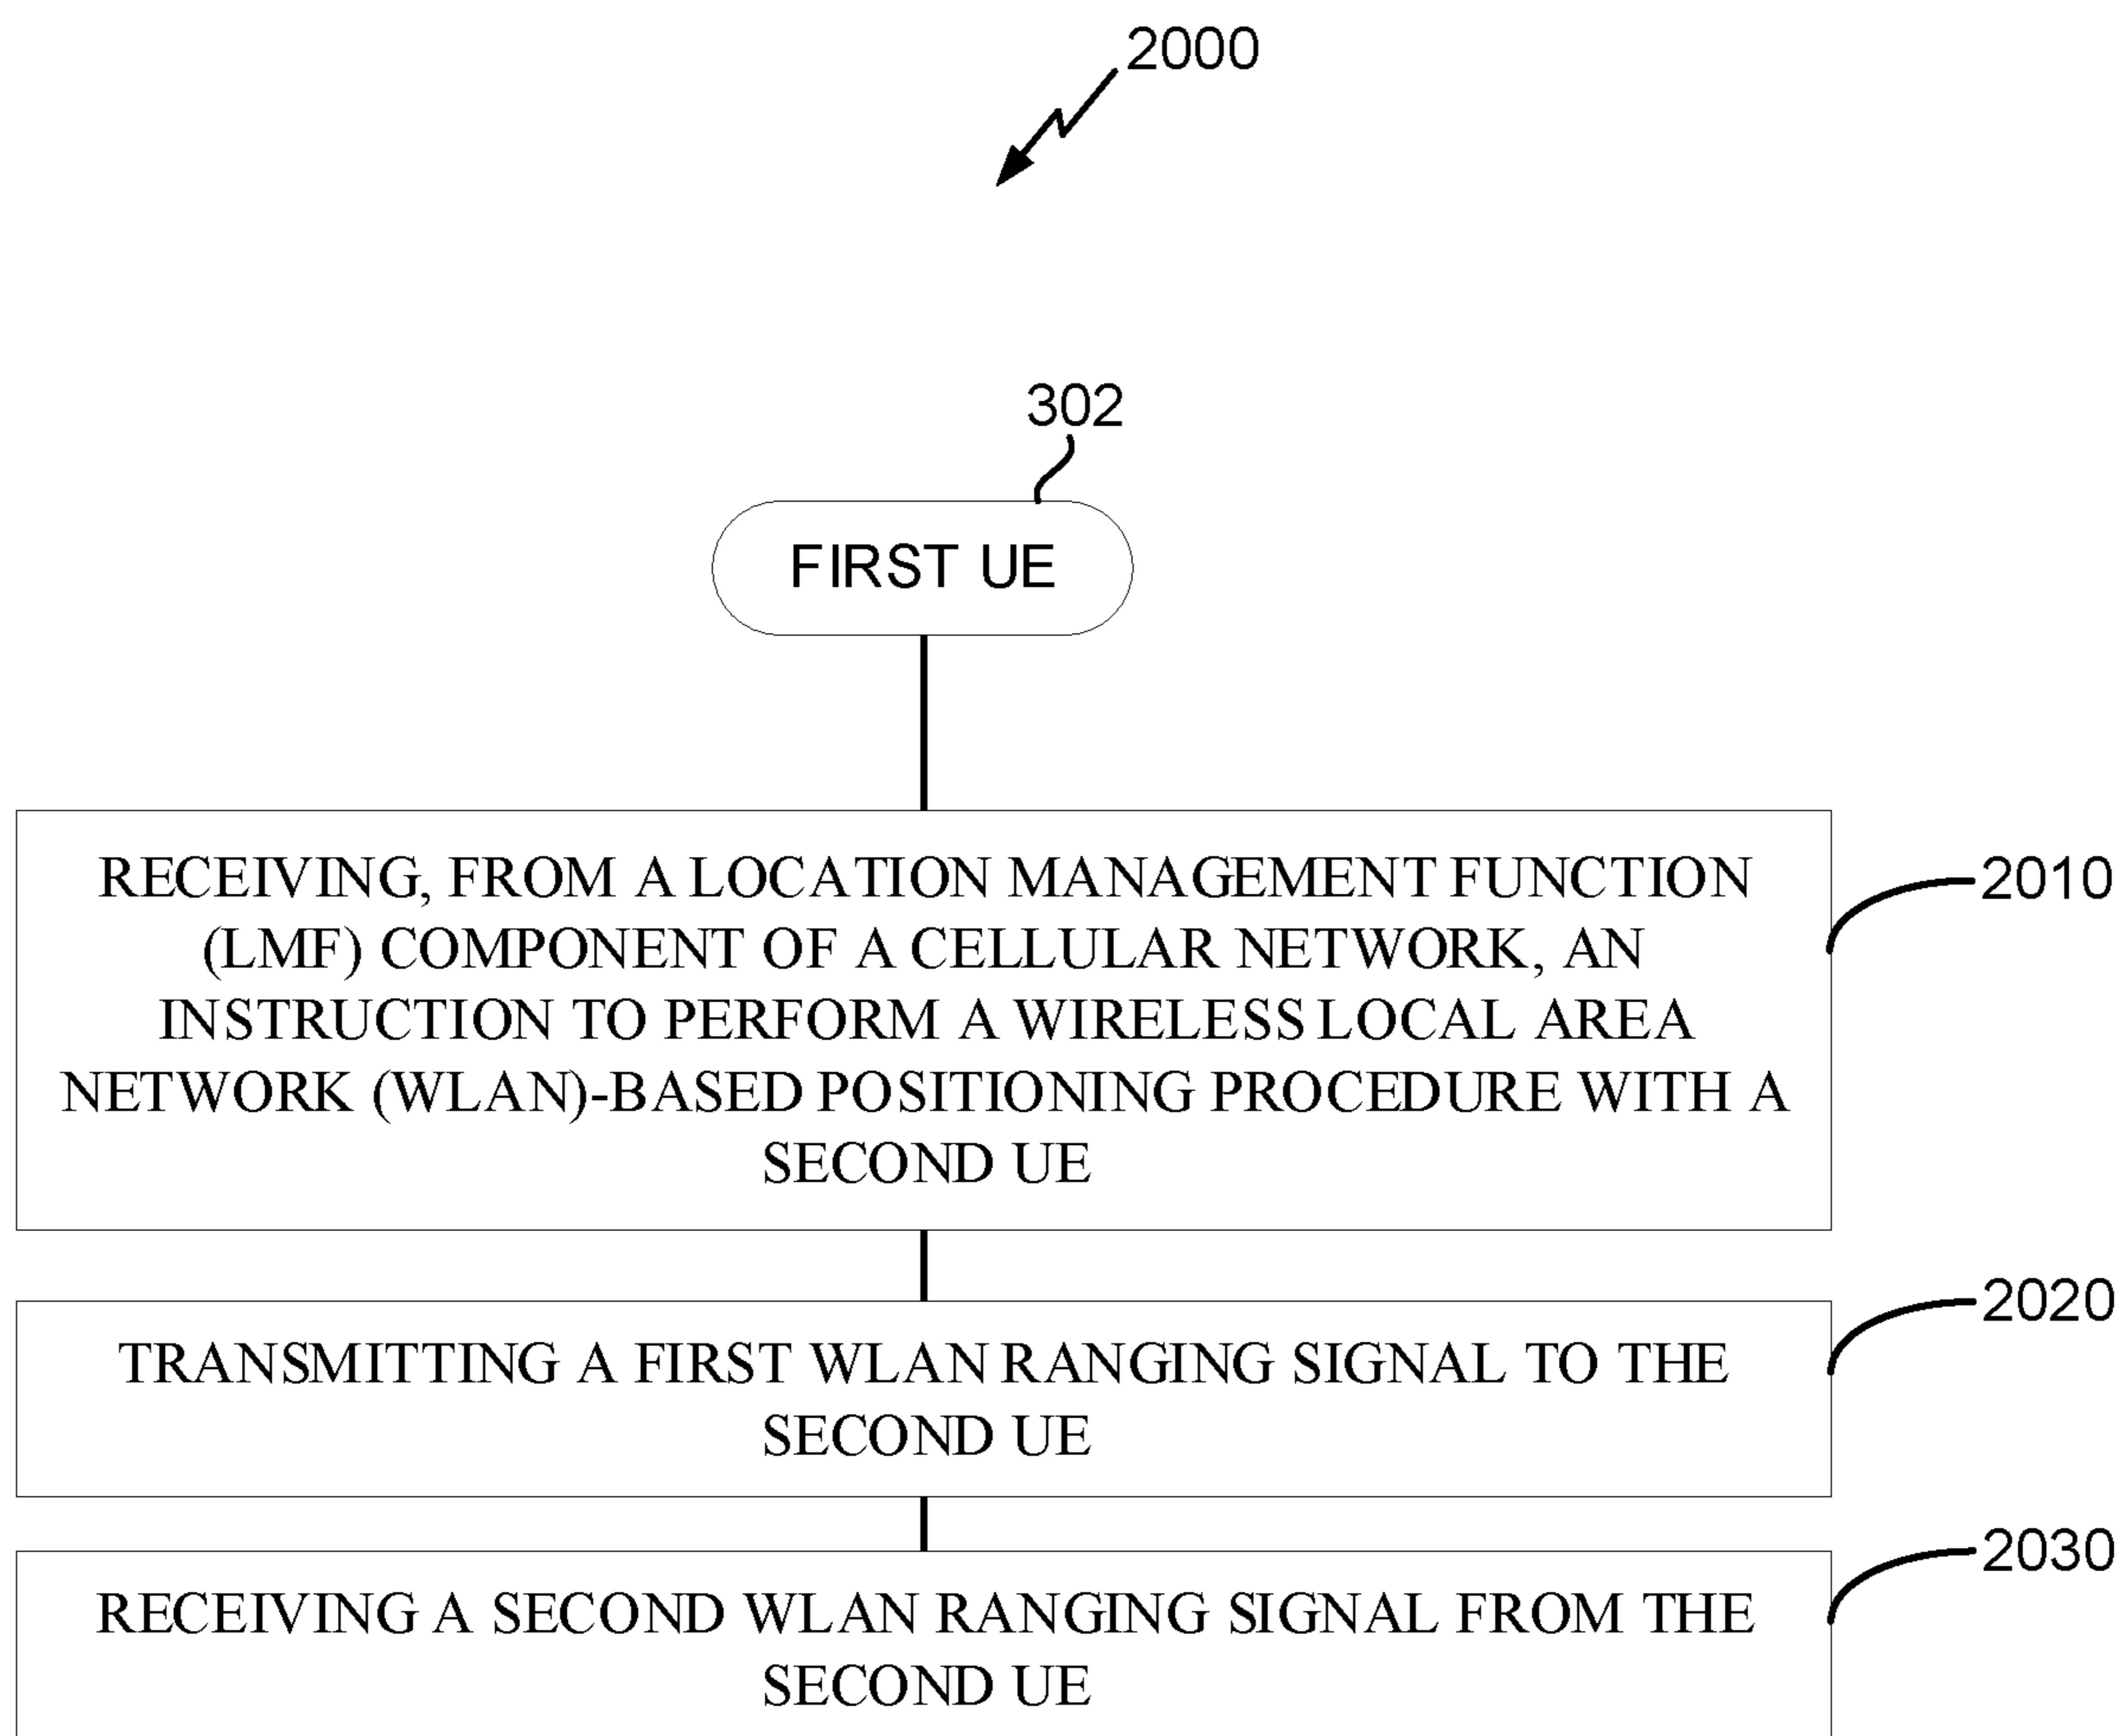 2000
302
FIRST UE
RECEIVING, FROM A LOCATION MANAGEMENT FUNCTION
(LMF) COMPONENT OF A CELLULAR NETWORK, AN
INSTRUCTION TO PERFORM A WIRELESS LOCAL AREA
NETWORK (WLAN)-BASED POSITIONING PROCEDURE WITH A
SECOND UE
2010
TRANSMITTING A FIRST WLAN RANGING SIGNAL TO THE
SECOND UE
2020
RECEIVING A SECOND WLAN RANGING SIGNAL FROM THE
SECOND UE
2030